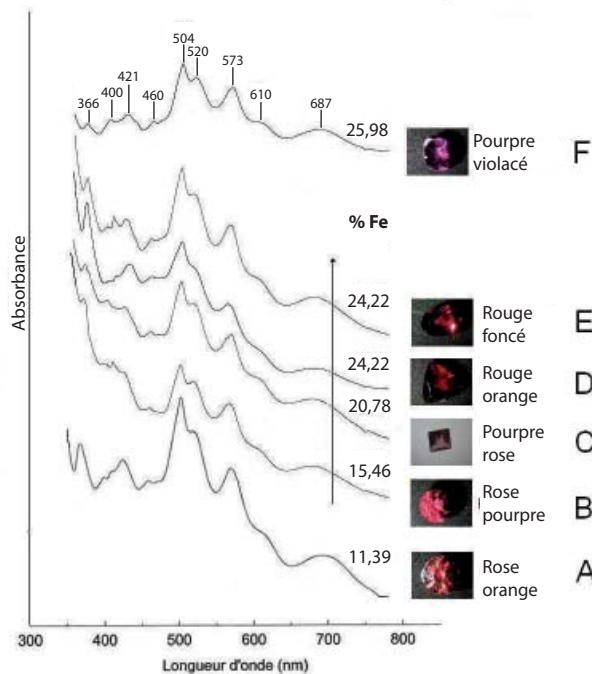 504
520
573
421
400
366
460
610
687
25,98
Pourpre
violacé
F
% Fe
Absorbance
24,22
Rouge
foncé
E
24,22
Rouge
orange
D
20,78
Pourpre
rose
C
15,46
Rose
pourpre
B
11,39
Rose
orange
A
300
400
500
600
700
800
Longueur d'onde (nm)